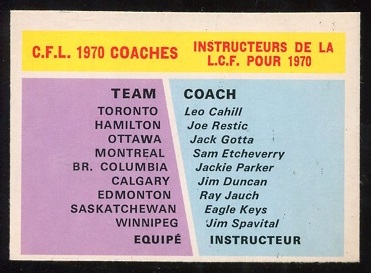 C.F.L. 1970 COACHES
INSTRUCTEURS DE LA
L.C.F. POUR 1970
TEAM COACH
TORONTO Leo Cahill
HAMILTON Joe Restic
OTTAWA Jack Gotta
MONTREAL Sam Etcheverry
BR. COLUMBIA Jackie Parker
CALGARY Jim Duncan
EDMONTON Ray Jauch
SASKATCHEWAN Eagle Keys
WINNIPEG Jim Spavital
EQUIPÉ INSTRUCTEUR